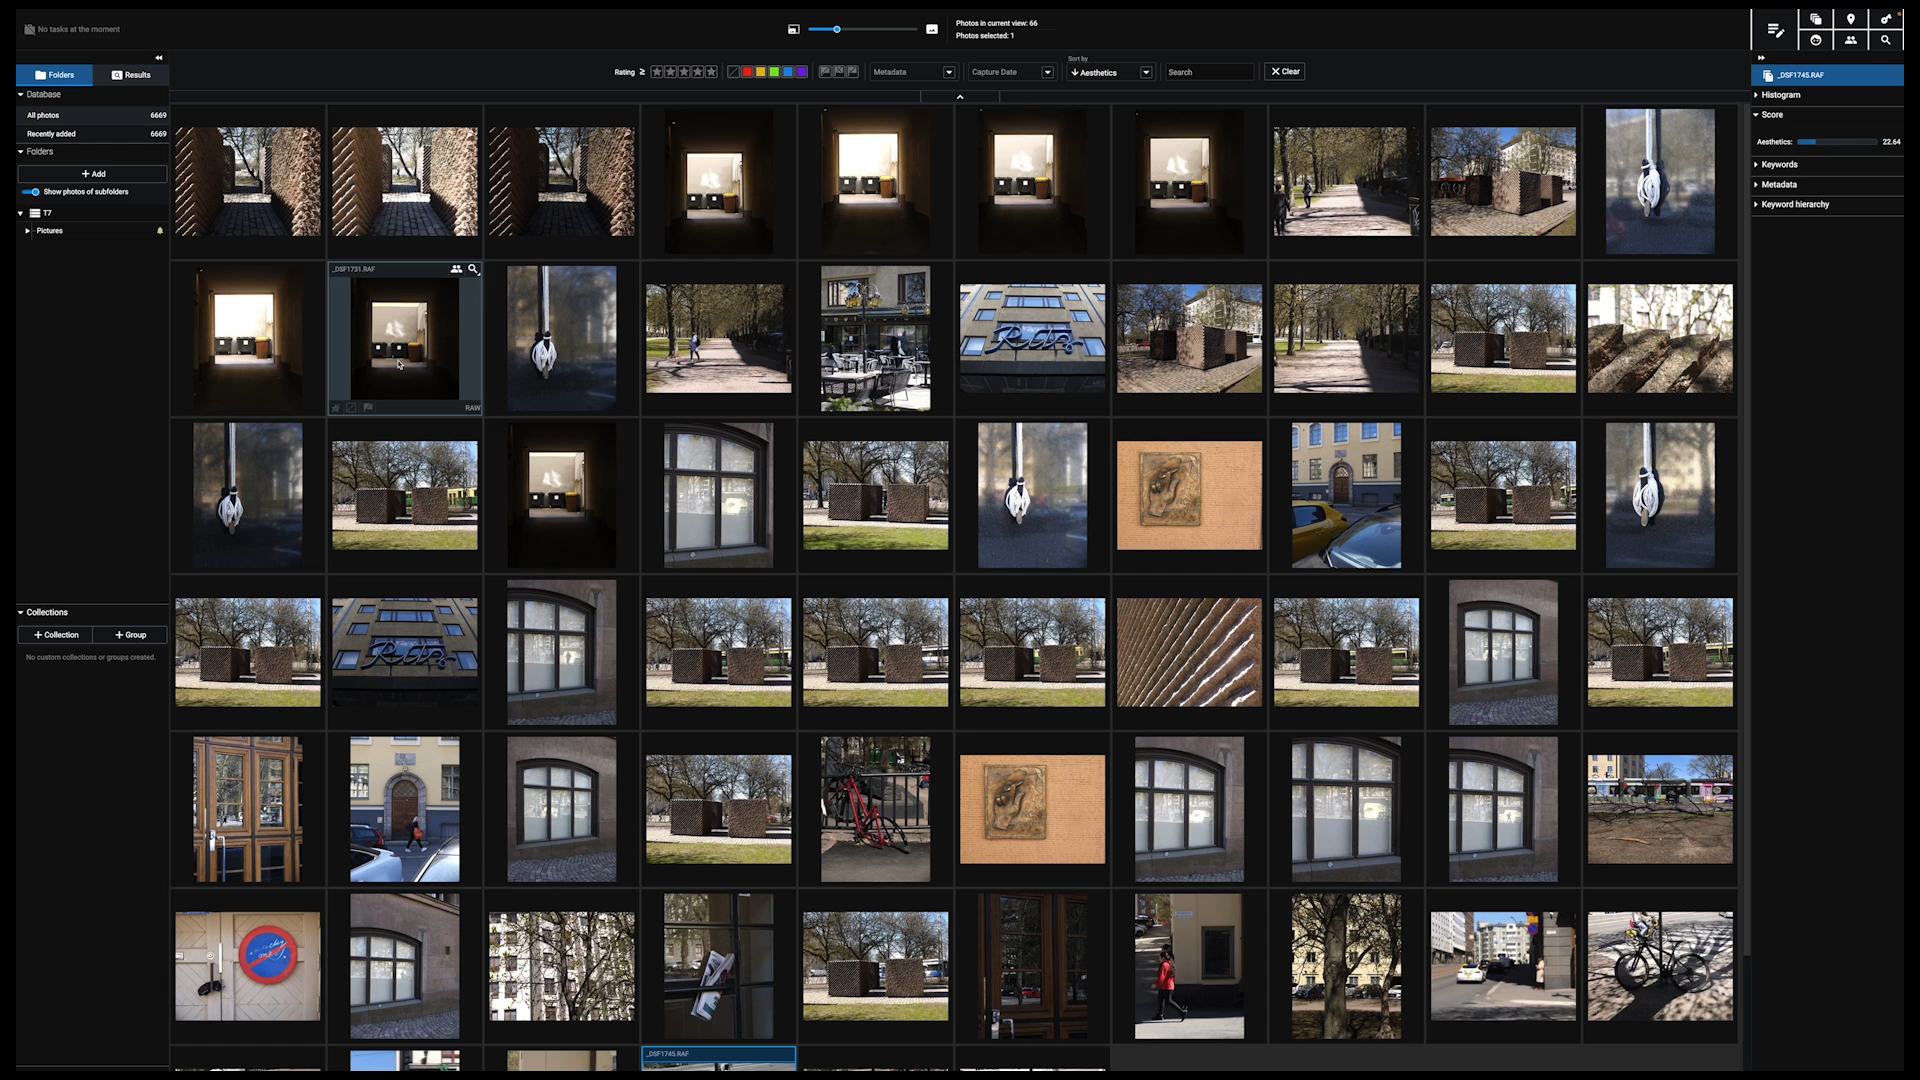 No tasks at the moment
Photos in current view: 66
Photos selected: 1
Folders
Results
Rating ≥
Metadata
Capture Date
Sort by
Aesthetics
Search
Clear
_DSF1745.RAF
Database
All photos 6669
Recently added 6669
Folders
+ Add
Show photos of subfolders
T7
Pictures
Histogram
Score
Aesthetics: 22.64
Keywords
Metadata
Keyword hierarchy
_DSF1731.RAF
RAW
Ritz
Collections
+ Collection
+ Group
No custom collections or groups created.
Ritz
_DSF1745.RAF